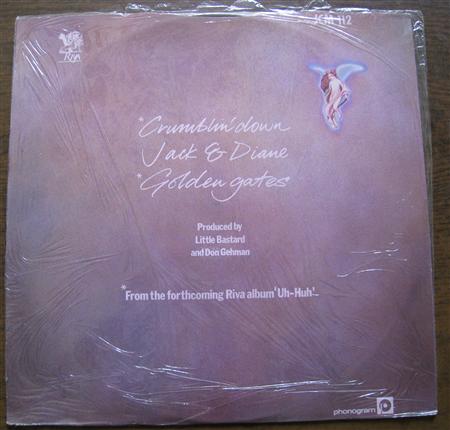 RIVA
JCM 112
*Crumblin' down
Jack & Diane
*Golden gates
Produced by
Little Bastard
and Don Gehman
*From the forthcoming Riva album 'Uh-Huh'...
phonogram